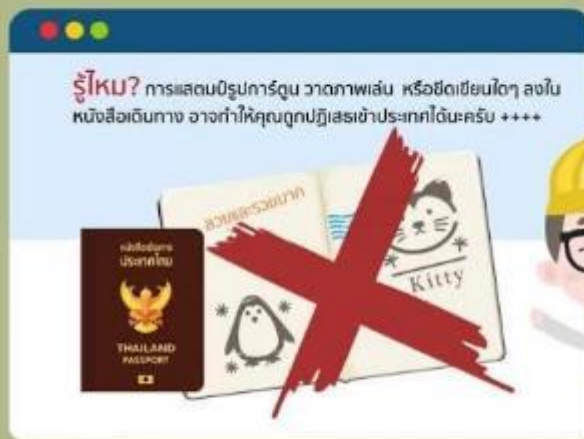 รู้ไหม? การแสตมป์รูปการ์ตูน วาดภาพเล่น หรือขีดเขียนใดๆ ลงใน
หนังสือเดินทาง อาจทำให้คุณถูกปฏิเสธเข้าประเทศได้นะครับ ++++
สวยและรวยมาก
Kitty
หนังสือเดินทาง
ประเทศไทย
THAILAND
PASSPORT